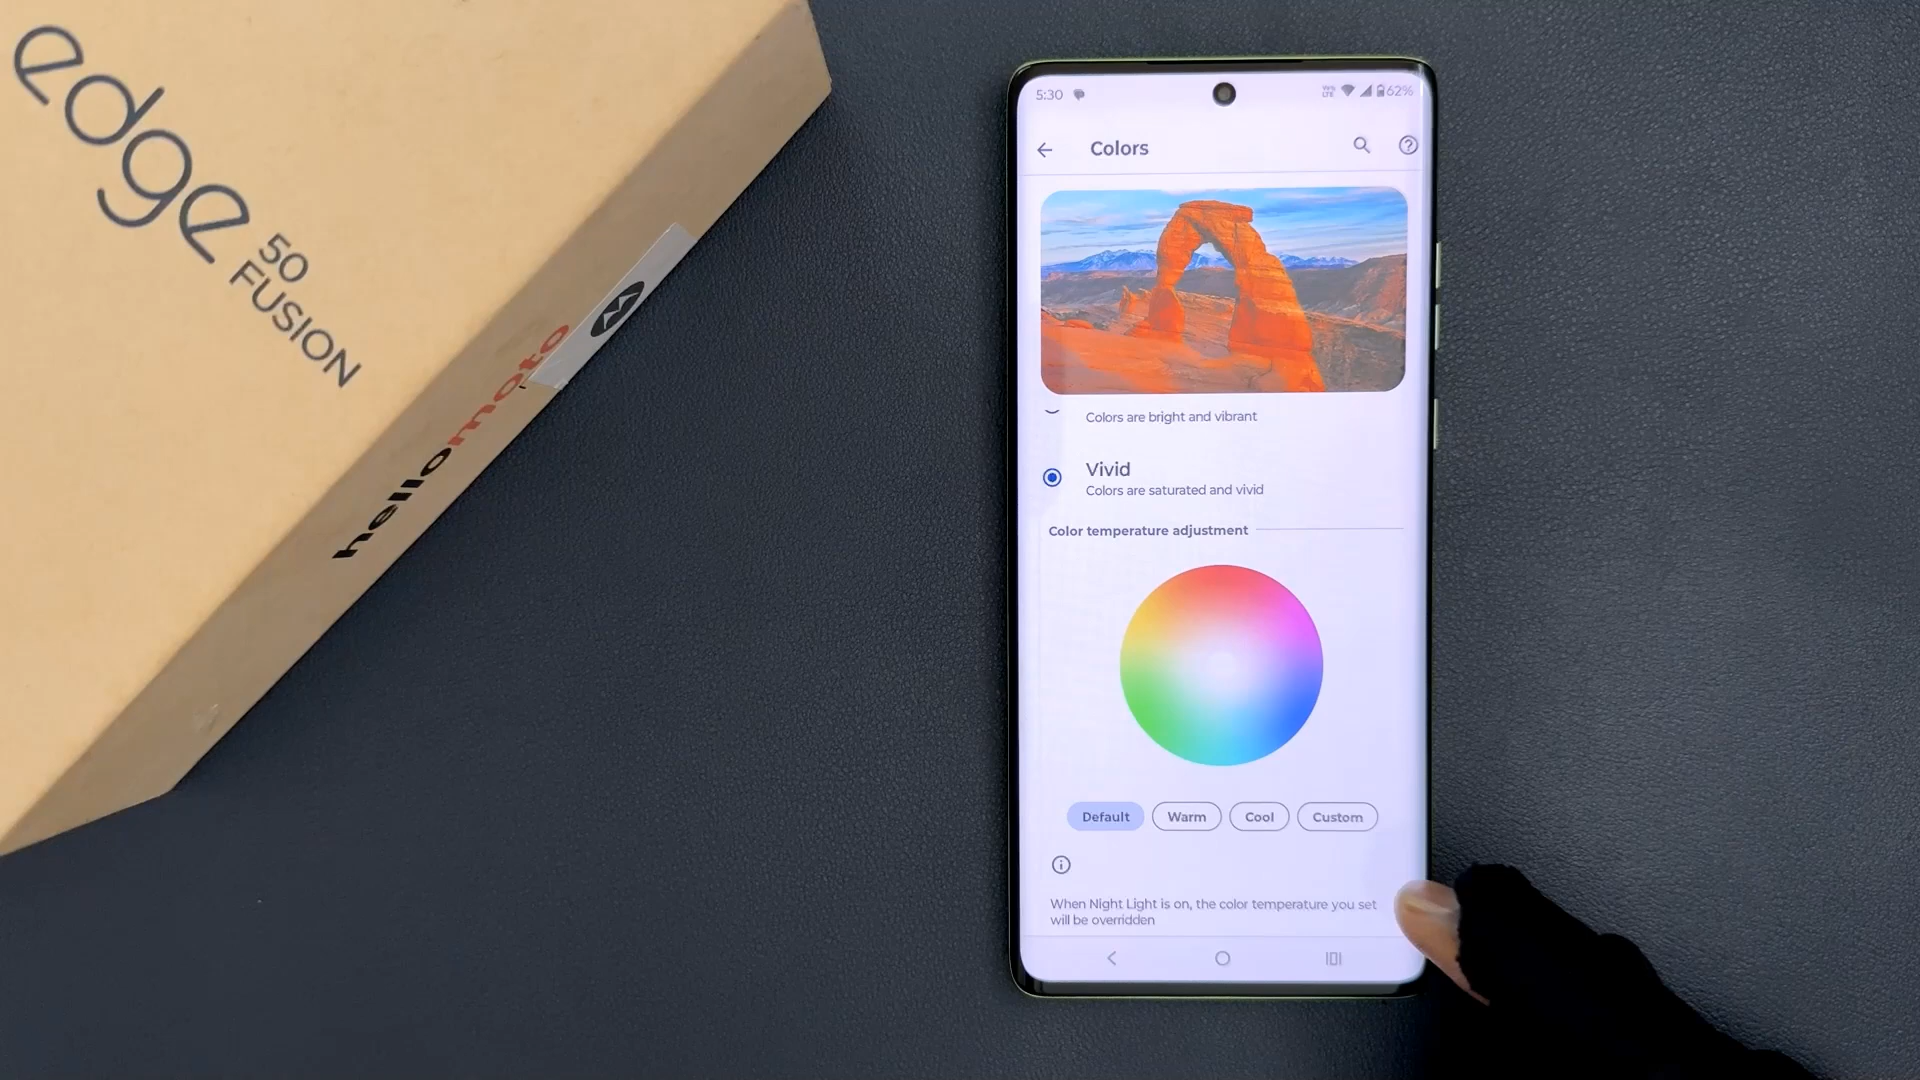 edge
50
FUSION
hellomoto
5:30
VoLTE
62%
Colors
Colors are bright and vibrant
Vivid
Colors are saturated and vivid
Color temperature adjustment
Default
Warm
Cool
Custom
When Night Light is on, the color temperature you set
will be overridden